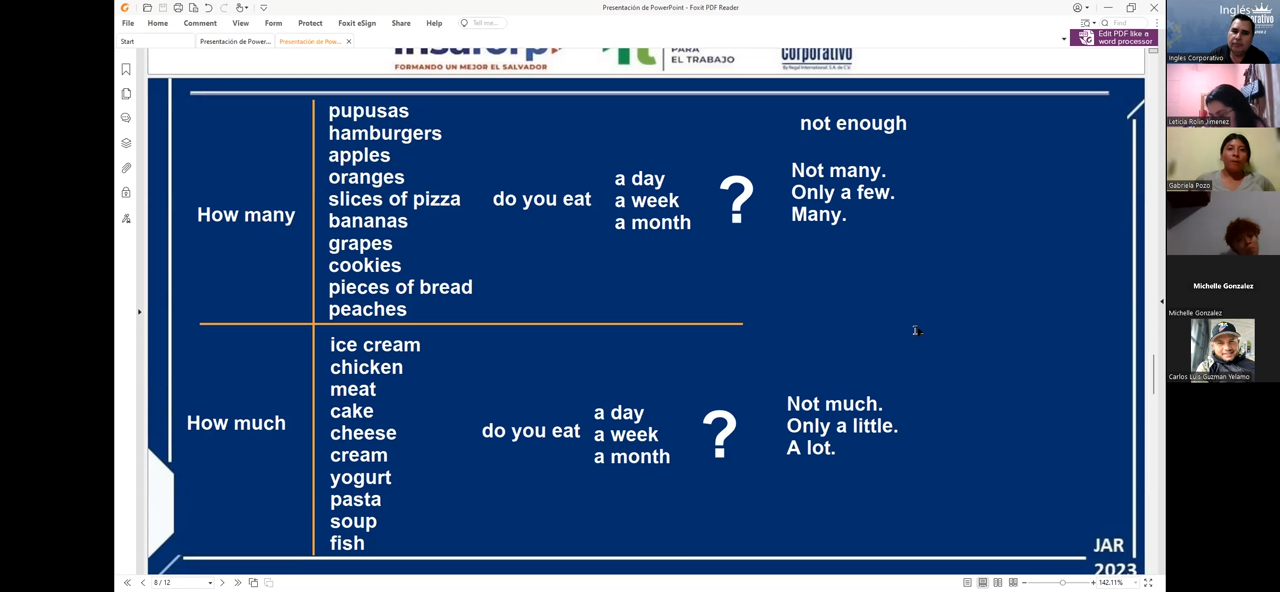 Presentación de PowerPoint - Foxit PDF Reader
File Home Comment View Form Protect Foxit eSign Share Help Tell me... Find
Start Presentación de Power... Presentación de Pow...
Edit PDF like a
word processor
FORMANDO UN MEJOR EL SALVADOR
PARA
EL TRABAJO
corporativo
How many
pupusas
hamburgers
apples
oranges
slices of pizza
bananas
grapes
cookies
pieces of bread
peaches
do you eat
a day
a week
a month
?
not enough
Not many.
Only a few.
Many.
How much
ice cream
chicken
meat
cake
cheese
cream
yogurt
pasta
soup
fish
do you eat
a day
a week
a month
?
Not much.
Only a little.
A lot.
JAR
2023
8 / 12
142.11%
Inglés
Ingles Corporativo
Leticia Rolin Jimenez
Gabriela Pozo
Michelle Gonzalez
Michelle Gonzalez
Carlos Luis Guzman Yelamo